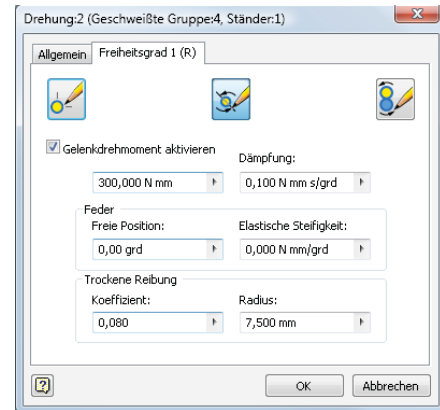 Drehung:2 (Geschweißte Gruppe:4, Ständer:1)
Allgemein Freiheitsgrad 1 (R)
Gelenkdrehmoment aktivieren
Dämpfung:
300,000 N mm 0,100 N mm s/grd
Feder
Freie Position: Elastische Steifigkeit:
0,00 grd 0,000 N mm/grd
Trockene Reibung
Koeffizient: Radius:
0,080 7,500 mm
OK Abbrechen